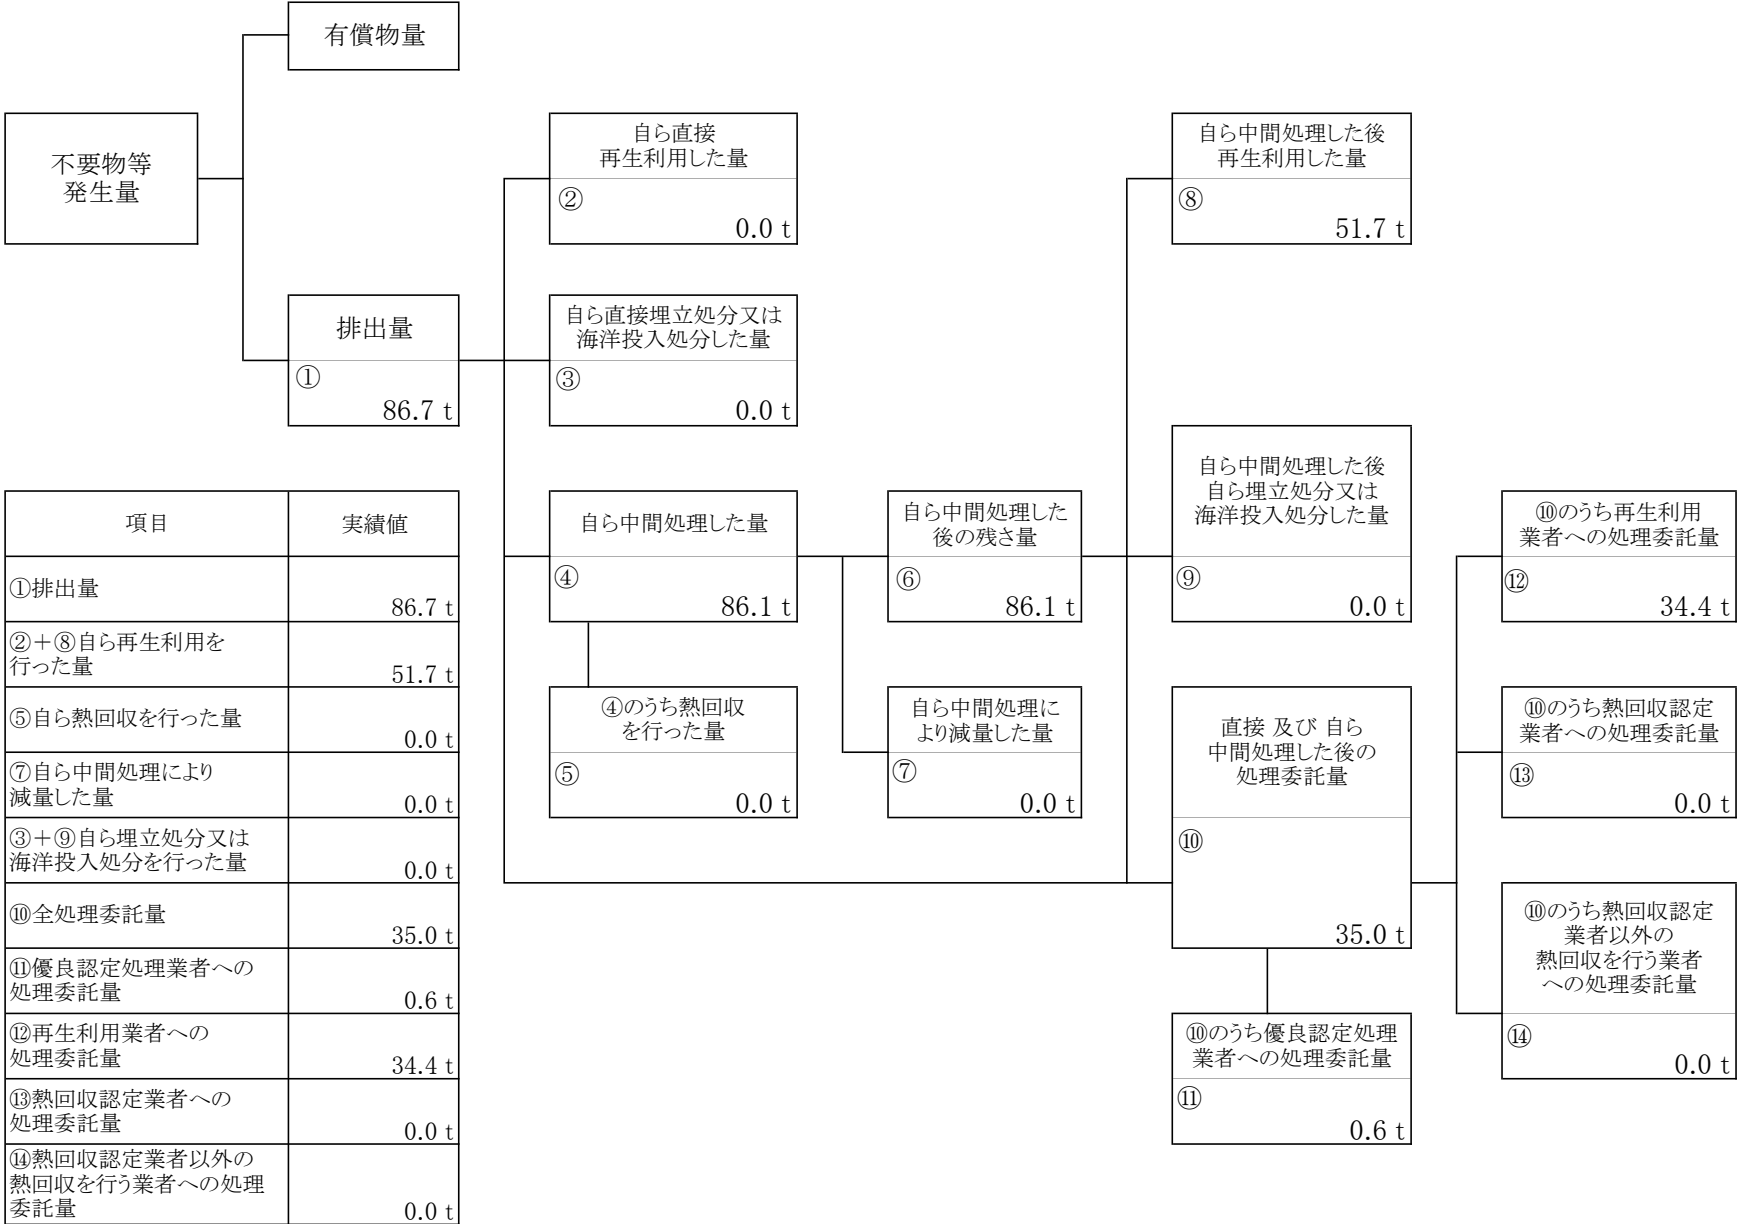 有償物量
不要物等
発生量
自ら直接
再生利用した量
②
0.0 t
自ら中間処理した後
再生利用した量
⑧
51.7 t
排出量
①
86.7 t
自ら直接埋立処分又は
海洋投入処分した量
③
0.0 t
自ら中間処理した量
④
86.1 t
自ら中間処理した
後の残さ量
⑥
86.1 t
自ら中間処理した後
自ら埋立処分又は
海洋投入処分した量
⑨
0.0 t
⑩のうち再生利用
業者への処理委託量
⑫
34.4 t
④のうち熱回収
を行った量
⑤
0.0 t
自ら中間処理に
より減量した量
⑦
0.0 t
直接 及び 自ら
中間処理した後の
処理委託量
⑩
35.0 t
⑩のうち熱回収認定
業者への処理委託量
⑬
0.0 t
⑩のうち熱回収認定
業者以外の
熱回収を行う業者
への処理委託量
⑭
0.0 t
⑩のうち優良認定処理
業者への処理委託量
⑪
0.6 t
項目 実績値
①排出量
86.7 t
②＋⑧自ら再生利用を
行った量
51.7 t
⑤自ら熱回収を行った量
0.0 t
⑦自ら中間処理により
減量した量
0.0 t
③＋⑨自ら埋立処分又は
海洋投入処分を行った量
0.0 t
⑩全処理委託量
35.0 t
⑪優良認定処理業者への
処理委託量
0.6 t
⑫再生利用業者への
処理委託量
34.4 t
⑬熱回収認定業者への
処理委託量
0.0 t
⑭熱回収認定業者以外の
熱回収を行う業者への処理
委託量
0.0 t